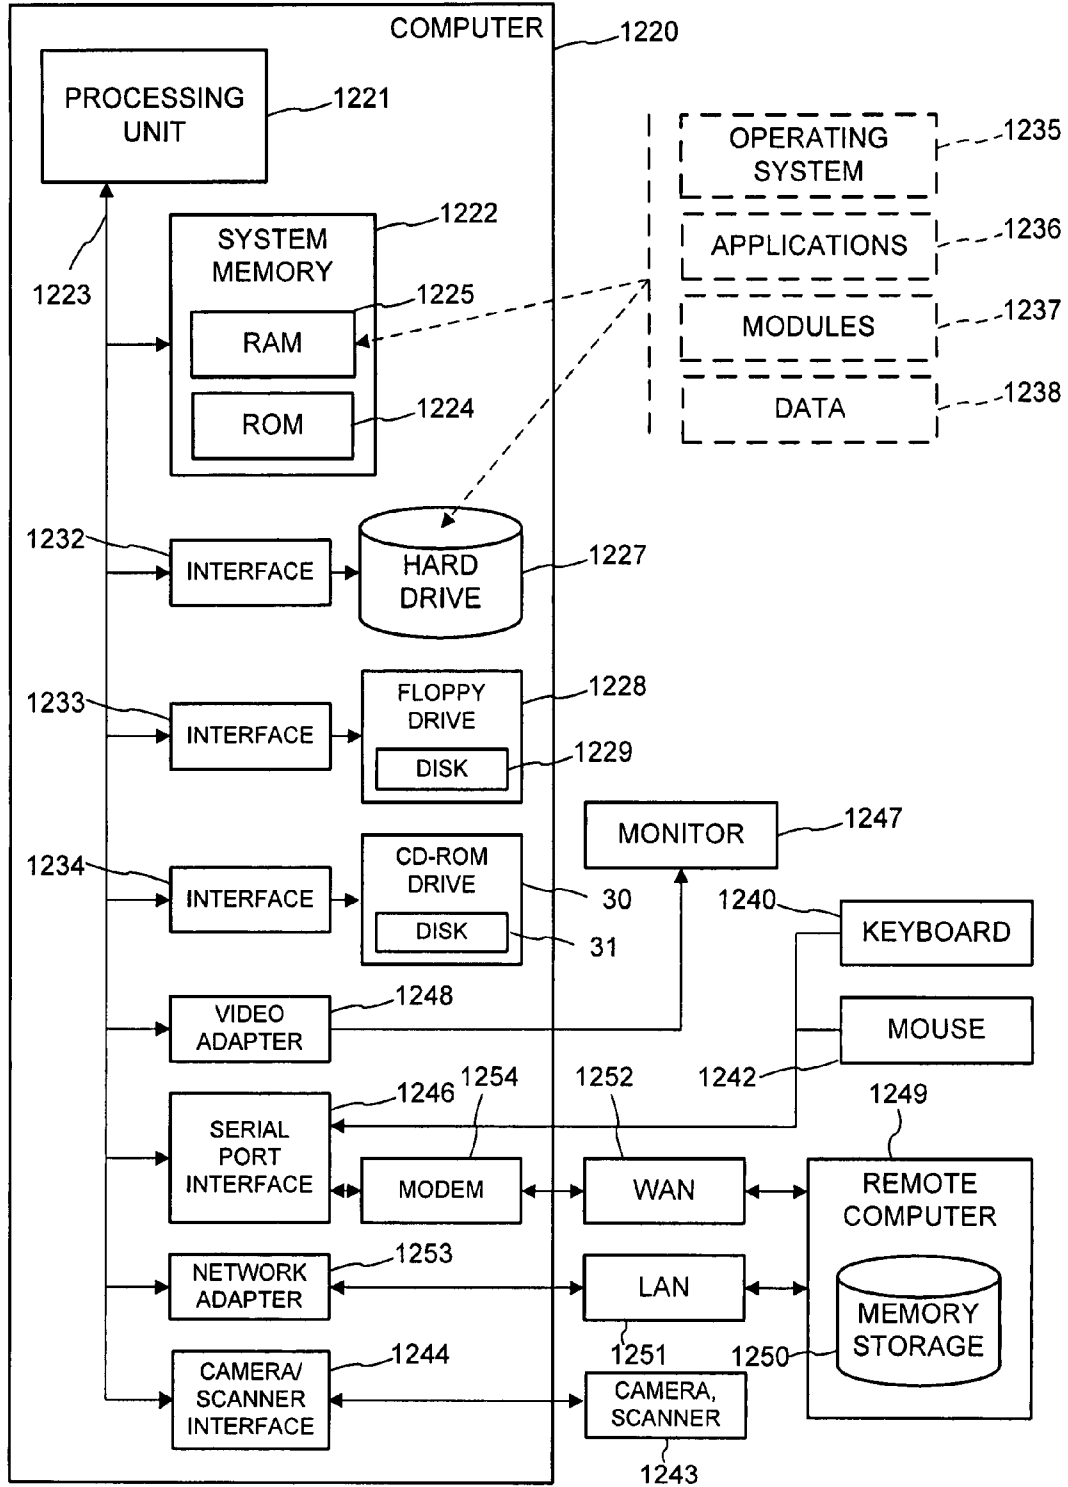 COMPUTER
1220
PROCESSING
UNIT
1221
1223
SYSTEM
MEMORY
1222
RAM
1225
ROM
1224
OPERATING
SYSTEM
1235
APPLICATIONS
1236
MODULES
1237
DATA
1238
1232
INTERFACE
HARD
DRIVE
1227
1233
INTERFACE
FLOPPY
DRIVE
1228
DISK
1229
1234
INTERFACE
CD-ROM
DRIVE
30
DISK
31
MONITOR
1247
1240
KEYBOARD
MOUSE
1242
VIDEO
ADAPTER
1248
SERIAL
PORT
INTERFACE
1246
MODEM
1254
WAN
1252
1249
REMOTE
COMPUTER
MEMORY
STORAGE
1250
NETWORK
ADAPTER
1253
LAN
1251
CAMERA/
SCANNER
INTERFACE
1244
CAMERA,
SCANNER
1243